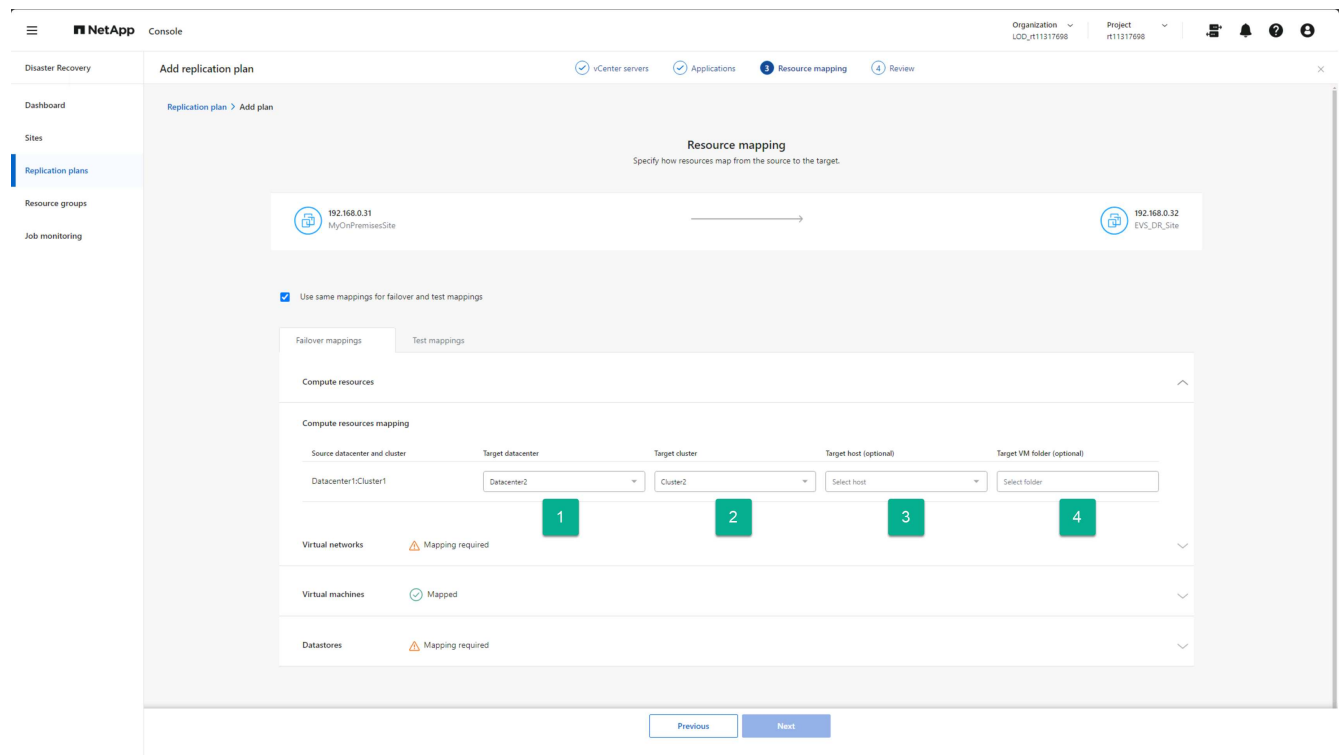 NetApp Console
Organization
LOD_rt11317698
Project
rt11317698
Disaster Recovery
Add replication plan
vCenter servers
Applications
3 Resource mapping
4 Review
Dashboard
Sites
Replication plans
Resource groups
Job monitoring
Replication plan > Add plan
Resource mapping
Specify how resources map from the source to the target.
192.168.0.31
MyOnPremisesSite
192.168.0.32
EVS_DR_Site
Use same mappings for failover and test mappings
Failover mappings
Test mappings
Compute resources
Compute resources mapping
Source datacenter and cluster
Target datacenter
Target cluster
Target host (optional)
Target VM folder (optional)
Datacenter1:Cluster1
Datacenter2
Cluster2
Select host
Select folder
1
2
3
4
Virtual networks
Mapping required
Virtual machines
Mapped
Datastores
Mapping required
Previous
Next